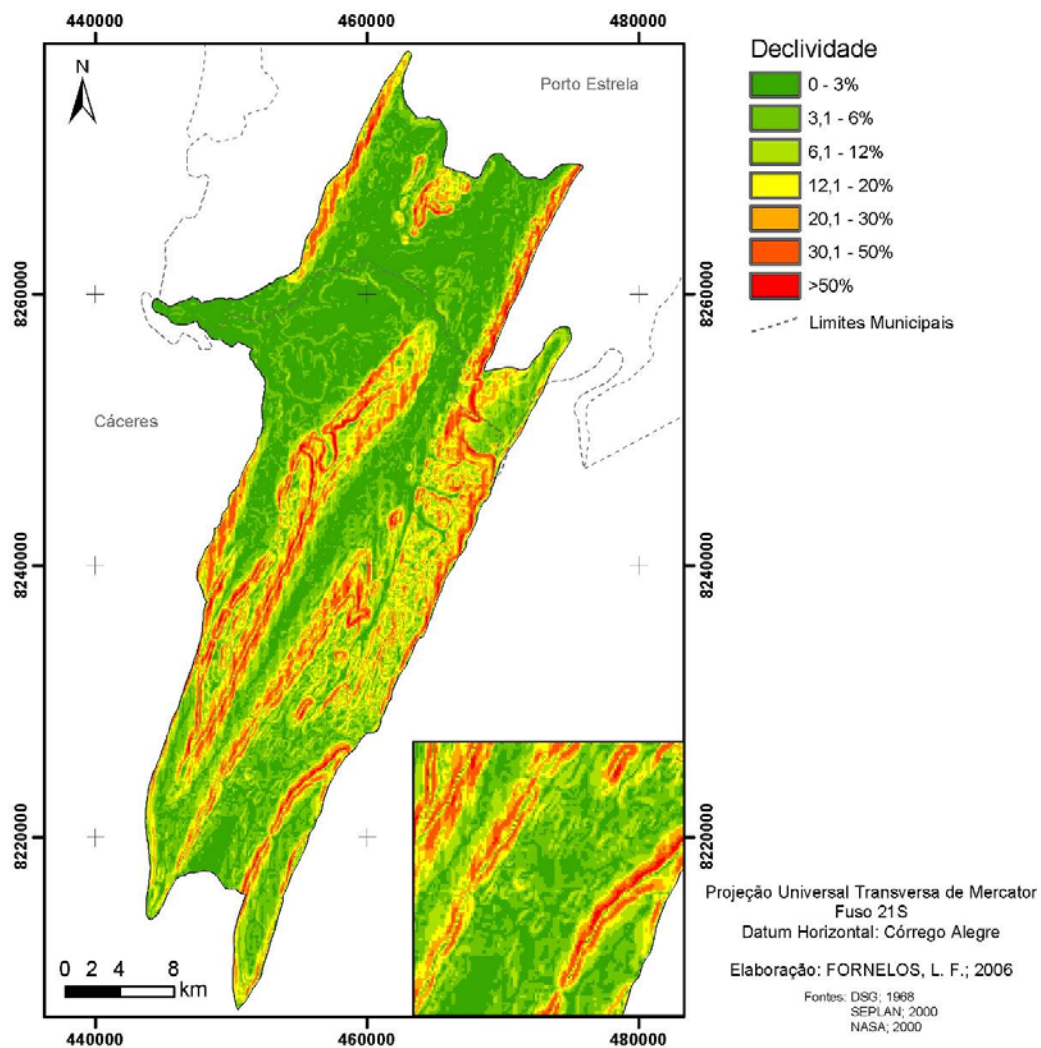 440000
460000
480000
N
Porto Estrela
Cáceres
8260000
8260000
8240000
8240000
8220000
8220000
0 2 4 8
km
440000
460000
480000
Declividade
0 - 3%
3,1 - 6%
6,1 - 12%
12,1 - 20%
20,1 - 30%
30,1 - 50%
>50%
Limites Municipais
Projeção Universal Transversa de Mercator
Fuso 21S
Datum Horizontal: Córrego Alegre
Elaboração: FORNELOS, L. F.; 2006
Fontes: DSG; 1968
SEPLAN; 2000
NASA; 2000